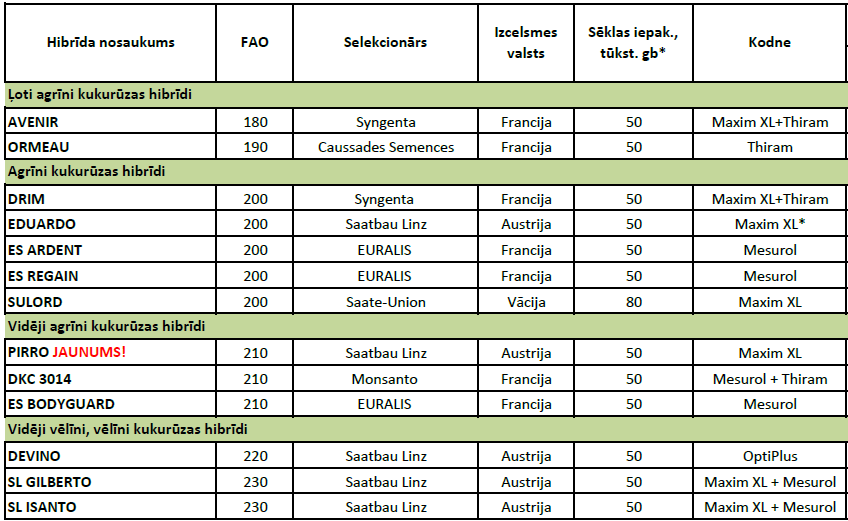 Hibrīda nosaukums FAO Selekcionārs Izcelsmes valsts Sēklas iepak., tūkst. gb* Kodne
Ļoti agrīni kukurūzas hibrīdi
AVENIR 180 Syngenta Francija 50 Maxim XL+Thiram
ORMEAU 190 Caussades Semences Francija 50 Thiram
Agrīni kukurūzas hibrīdi
DRIM 200 Syngenta Francija 50 Maxim XL+Thiram
EDUARDO 200 Saatbau Linz Austrija 50 Maxim XL*
ES ARDENT 200 EURALIS Francija 50 Mesurol
ES REGAIN 200 EURALIS Francija 50 Mesurol
SULORD 200 Saate-Union Vācija 80 Maxim XL
Vidēji agrīni kukurūzas hibrīdi
PIRRO JAUNUMS! 210 Saatbau Linz Austrija 50 Maxim XL
DKC 3014 210 Monsanto Francija 50 Mesurol + Thiram
ES BODYGUARD 210 EURALIS Francija 50 Mesurol
Vidēji vēlīni, vēlīni kukurūzas hibrīdi
DEVINO 220 Saatbau Linz Austrija 50 OptiPlus
SL GILBERTO 230 Saatbau Linz Austrija 50 Maxim XL + Mesurol
SL ISANTO 230 Saatbau Linz Austrija 50 Maxim XL + Mesurol